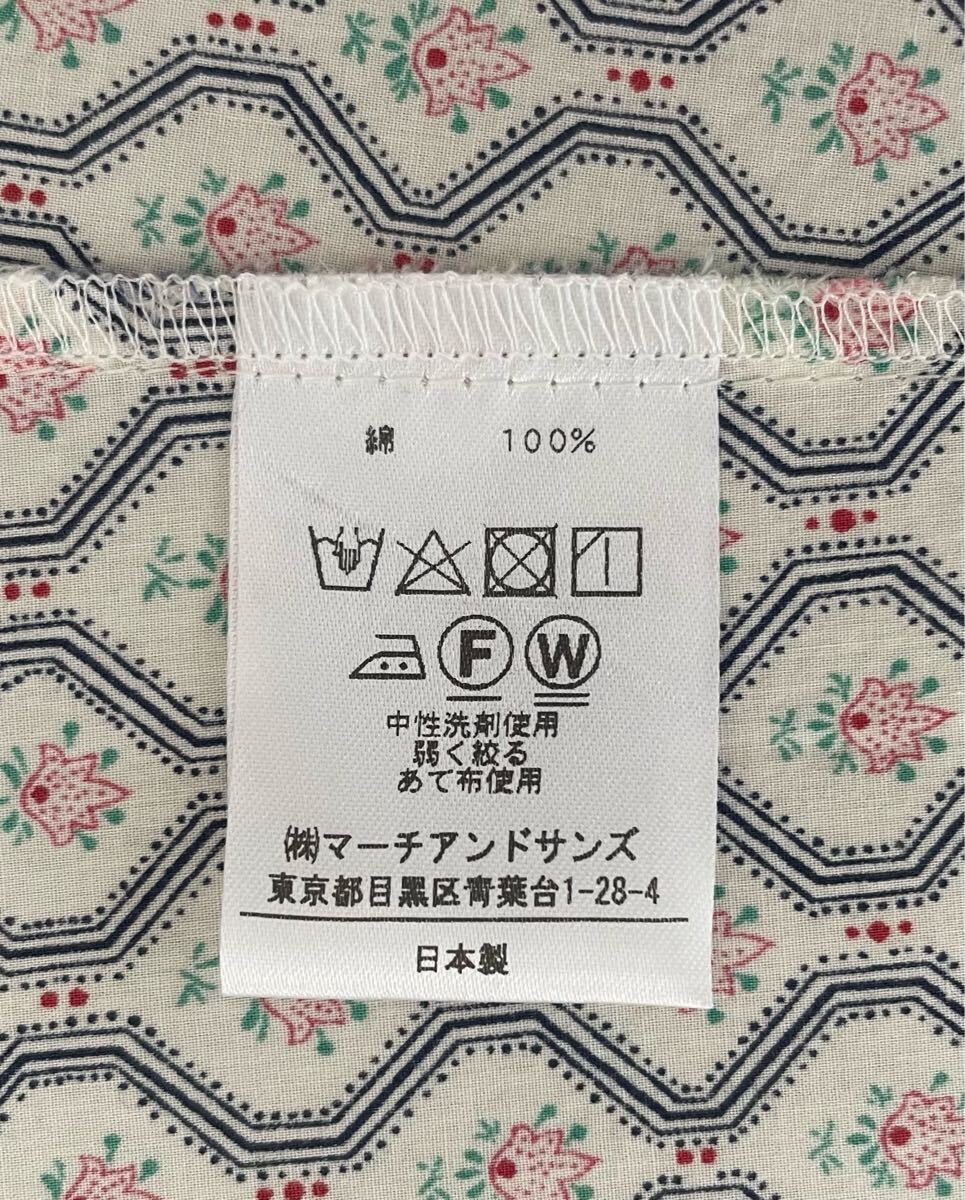 綿 100%
F W
中性洗剤使用
弱く絞る
あて布使用
㈱マーチアンドサンズ
東京都目黒区青葉台1-28-4
日本製